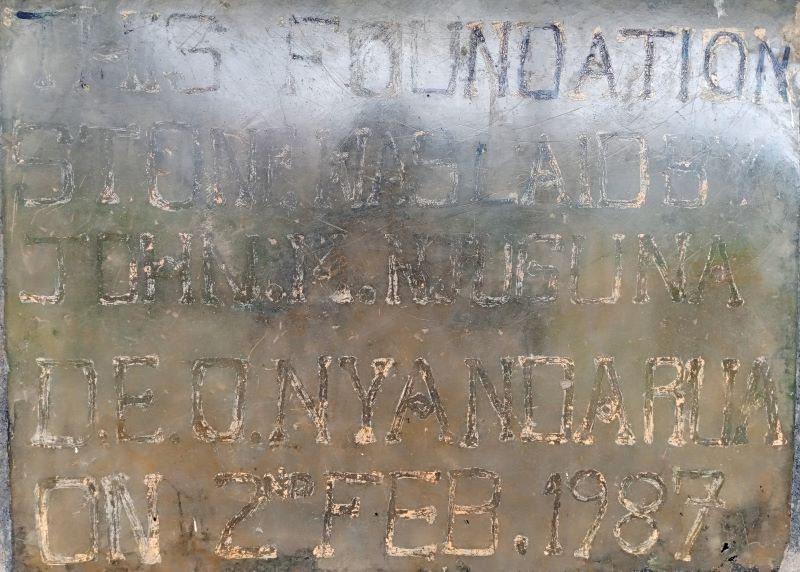 THIS FOUNDATION
STONE WAS LAID BY
JOHN.K.NJUGUNA
D.E.O.NYANDARUA
ON 2ND FEB.1987